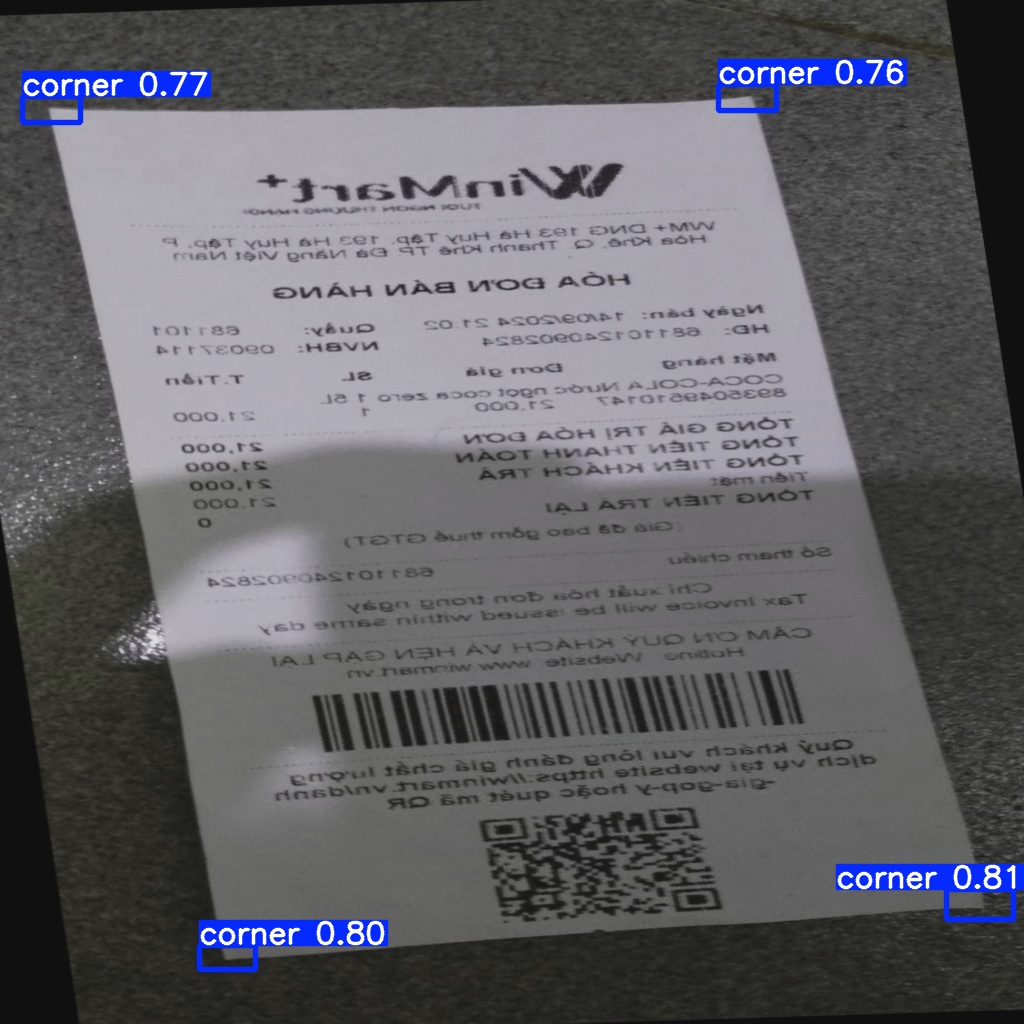 corner 0.77
corner 0.76
WinMart+
TƯƠI NGON THƯỢNG HẠNG
WM+ DNG 193 Hà Huy Tập, 193 Hà Huy Tập, P
Hòa Khê, Q. Thanh Khê TP Đà Nẵng Việt Nam
HÓA ĐƠN BÁN HÀNG
Ngày bán: 14/09/2024 21:02 Quầy: 681101
HĐ: 681101240902824 NVBH: 09037114
Mặt hàng Đơn giá SL T.Tiền
COCA-COLA Nước ngọt coca zero 1.5L
8935049510147 21.000 1 21.000
TỔNG GIÁ TRỊ HÓA ĐƠN 21.000
TỔNG TIỀN THANH TOÁN 21.000
TỔNG TIỀN KHÁCH TRẢ 21.000
Tiền mặt 21.000
TỔNG TIỀN TRẢ LẠI 0
(Giá đã bao gồm thuế GTGT)
Số tham chiếu 681101240902824
Chỉ xuất hóa đơn trong ngày
Tax Invoice will be issued within same day
CẢM ƠN QUÝ KHÁCH VÀ HẸN GẶP LẠI
Hotline: Website: www.winmart.vn
Quý khách vui lòng đánh giá chất lượng
dịch vụ tại website https://winmart.vn/danh
-gia-gop-y hoặc quét mã QR
corner 0.81
corner 0.80